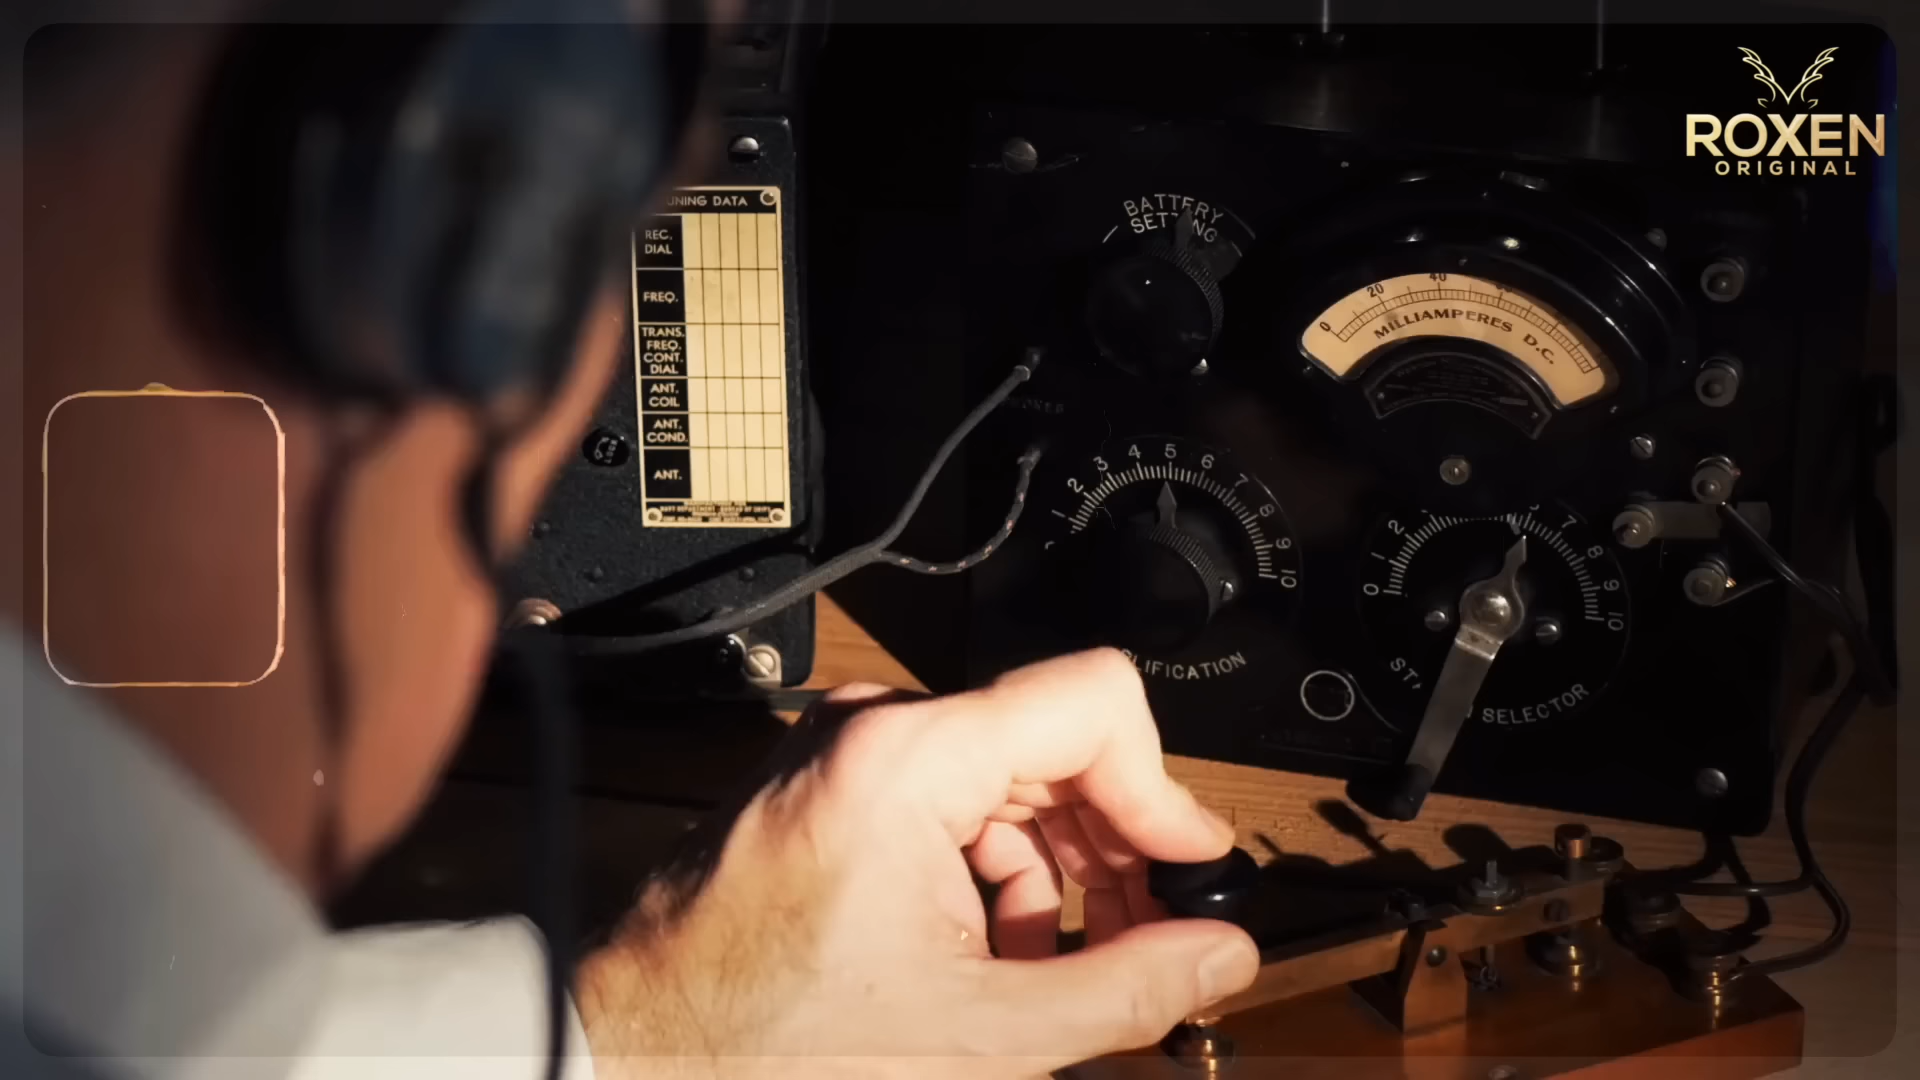 ROXEN
ORIGINAL
UNING DATA
REC.
DIAL
FREQ.
TRANS.
FREQ.
CONT.
DIAL
ANT.
COIL
ANT.
COND.
ANT.
BATTERY
SETTING
0 20 40
MILLIAMPERES D.C.
1 2 3 4 5 6 7 8 9 10
LIFICATION
0 1 2 7 8 9 10
SELECTOR